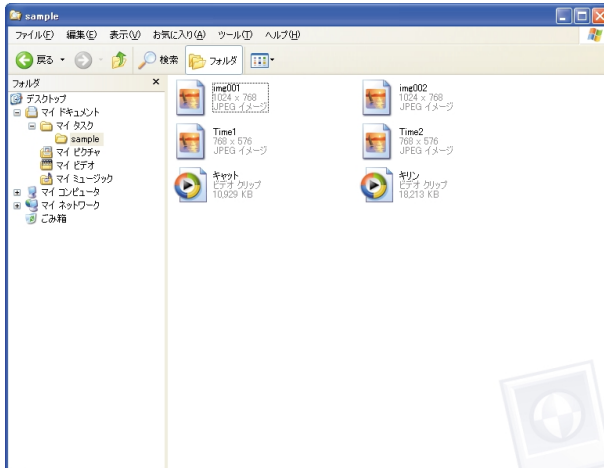 sample
ファイル(F) 編集(E) 表示(V) お気に入り(A) ツール(T) ヘルプ(H)
戻る 検索 フォルダ
フォルダ
デスクトップ
マイ ドキュメント
マイ タスク
sample
マイ ピクチャ
マイ ビデオ
マイ ミュージック
マイ コンピュータ
マイ ネットワーク
ごみ箱
img001
1024 x 768
JPEG イメージ
img002
1024 x 768
JPEG イメージ
Time1
768 x 576
JPEG イメージ
Time2
768 x 576
JPEG イメージ
キャット
ビデオ クリップ
10,929 KB
キリン
ビデオ クリップ
18,213 KB